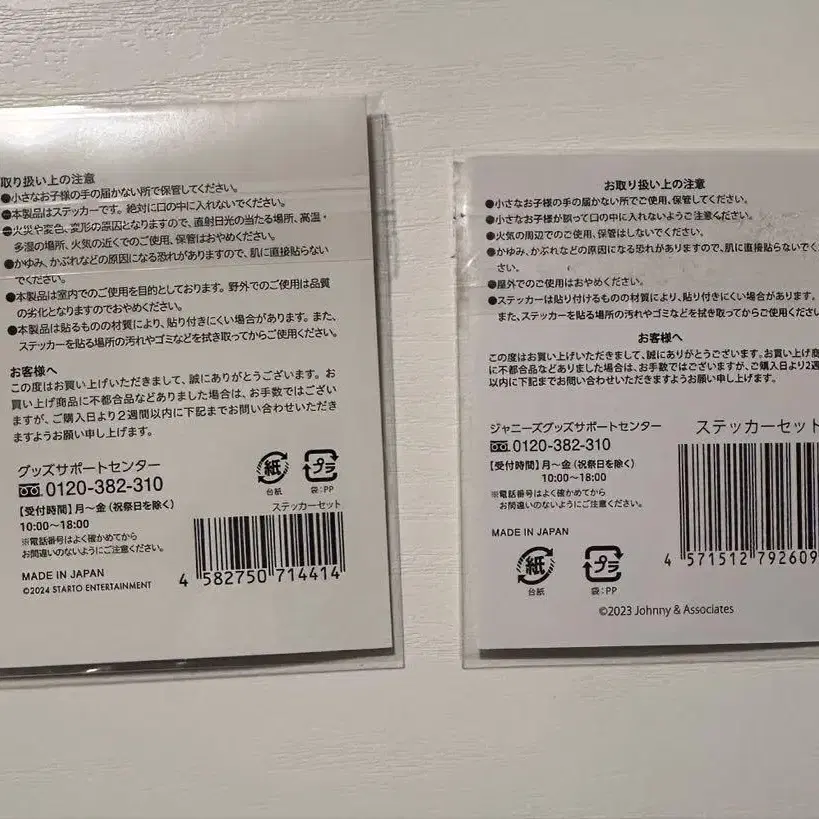 取り扱い上の注意
●小さなお子様の手の届かない所で保管してください。
●本製品はステッカーです。絶対に口の中に入れないでください。
●火災や変色、変形の原因となりますので、直射日光の当たる場所、高温・
多湿の場所、火気の近くでのご使用、保管はおやめください。
●かゆみ、かぶれなどの原因になる恐れがありますので、肌に直接貼らない
でください。
●本製品は室内でのご使用を目的としております。野外でのご使用は品質
の劣化となりますのでおやめください。
●本製品は貼るものの材質により、貼り付きにくい場合があります。また、
ステッカーを貼る場所の汚れやゴミなどを拭き取ってからご使用ください。
お客様へ
この度はお買い上げいただきまして、誠にありがとうございます。お
買い上げ商品に不都合品などありました場合は、お手数ではござい
ますが、ご購入日より2週間以内に下記までお問い合わせいただき
ますようお願い申し上げます。
グッズサポートセンター
0120-382-310
【受付時間】月〜金(祝祭日を除く)
10:00〜18:00
※電話番号はよく確かめてから
お間違いのないようにご注意ください。
MADE IN JAPAN
©2024 STARTO ENTERTAINMENT
紙
台紙
プラ
袋:PP
ステッカーセット
4 582750 714414
お取り扱い上の注意
●小さなお子様の手の届かない所でご使用、保管してください。
●小さなお子様が誤って口の中に入れないようご注意ください。
●火気の周辺でのご使用、保管はしないでください。
●かゆみ、かぶれなどの原因になる恐れがありますので、肌に直接貼らないでく
さい。
●屋外でのご使用はおやめください。
●ステッカーは貼り付けるものの材質により、貼り付きにくい場合があります。
また、ステッカーを貼る場所の汚れやゴミなどを拭き取ってからご使用ください
お客様へ
この度はお買い上げいただきまして、誠にありがとうございます。お買い上げ商
に不都合品などありました場合は、お手数ではございますが、ご購入日より2週
以内に下記までお問い合わせいただきますようお願い申し上げます。
ジャニーズグッズサポートセンター
0120-382-310
【受付時間】月〜金(祝祭日を除く)
10:00〜18:00
※電話番号はよく確かめてから
お間違いのないようにご注意ください。
MADE IN JAPAN
紙
台紙
プラ
袋:PP
ステッカーセット
4 571512 792609
©2023 Johnny & Associates